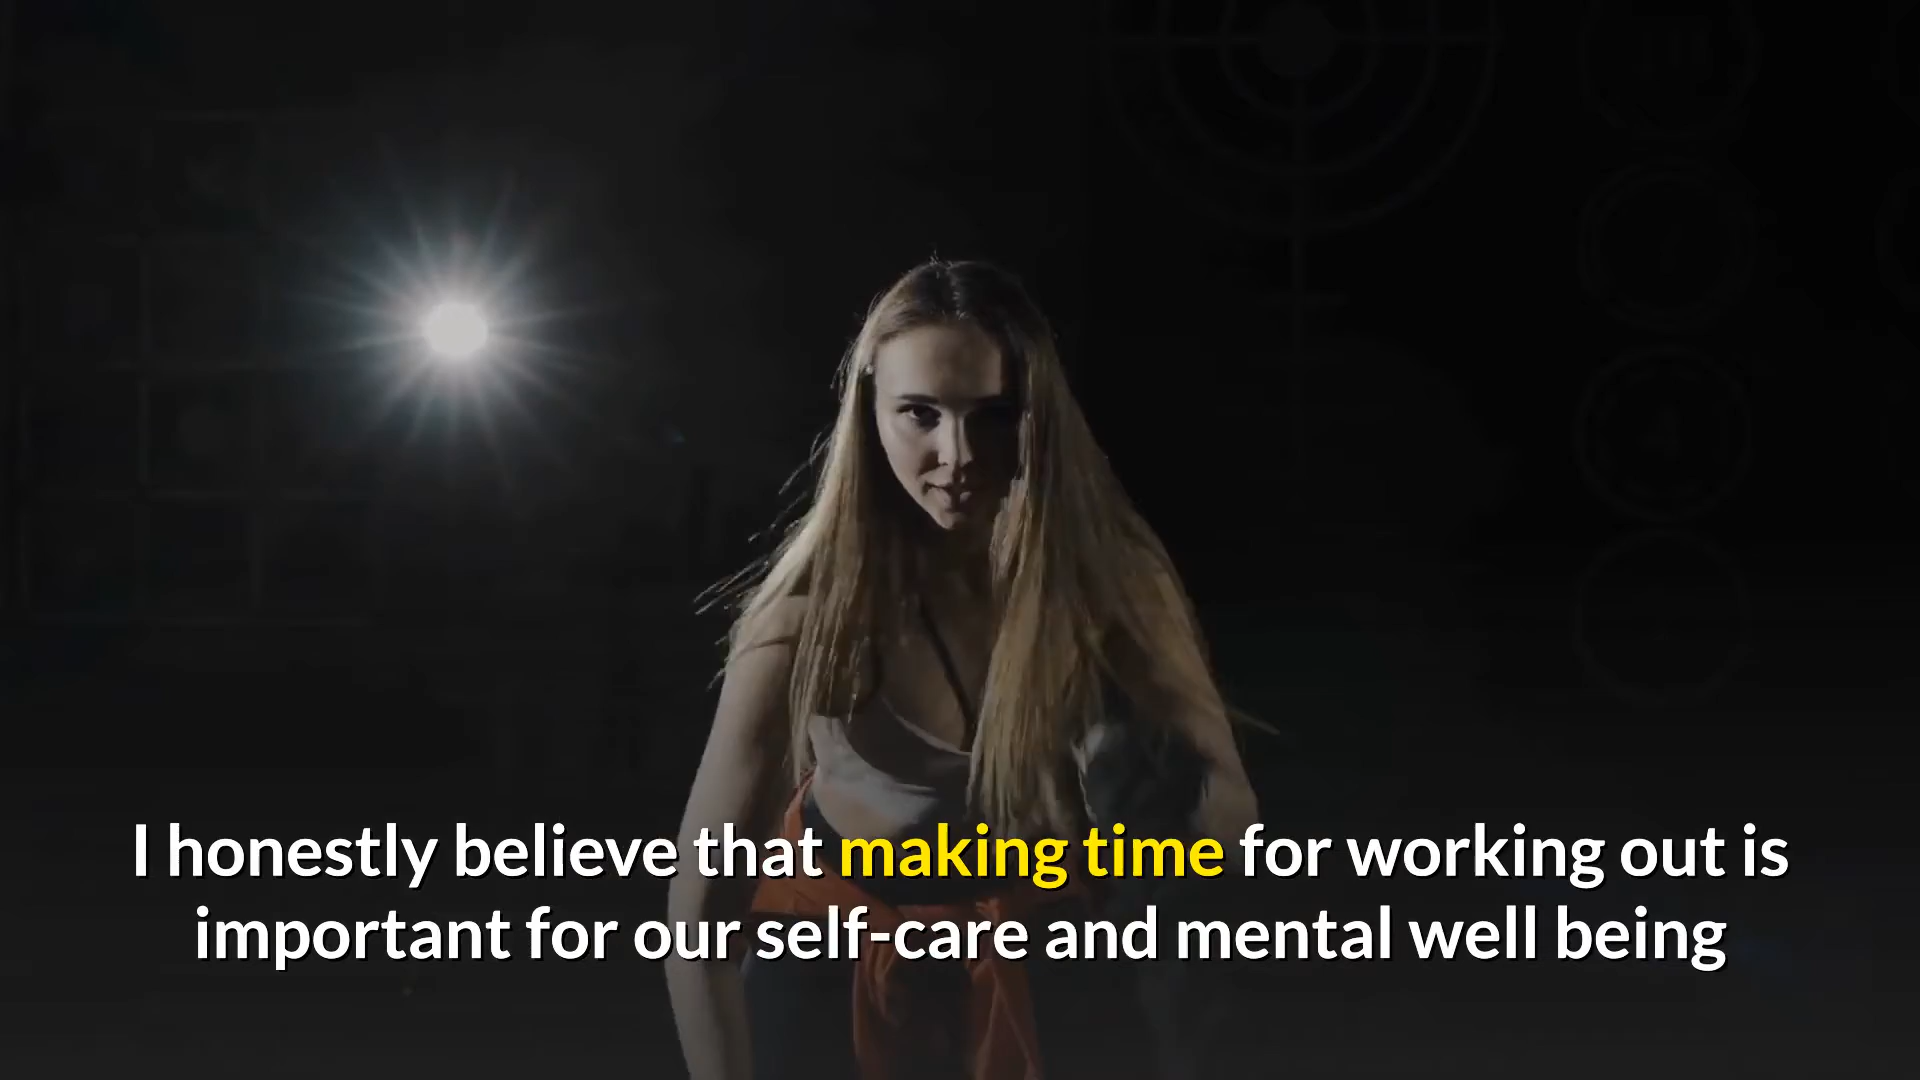 I honestly believe that making time for working out is
important for our self-care and mental well being